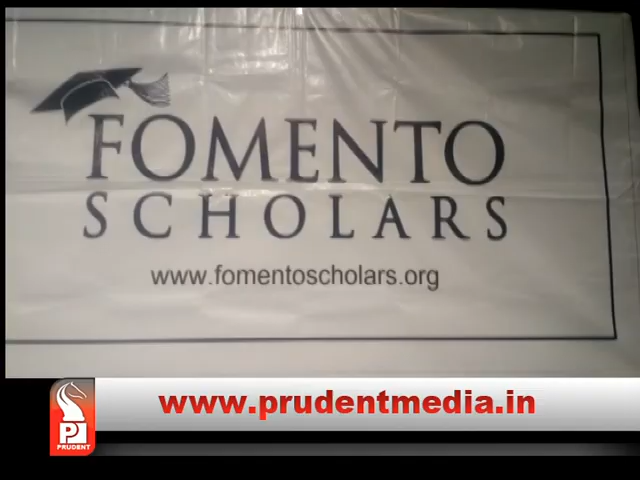 FOMENTO
SCHOLARS
www.fomentoscholars.org
www.prudentmedia.in
P
PRUDENT